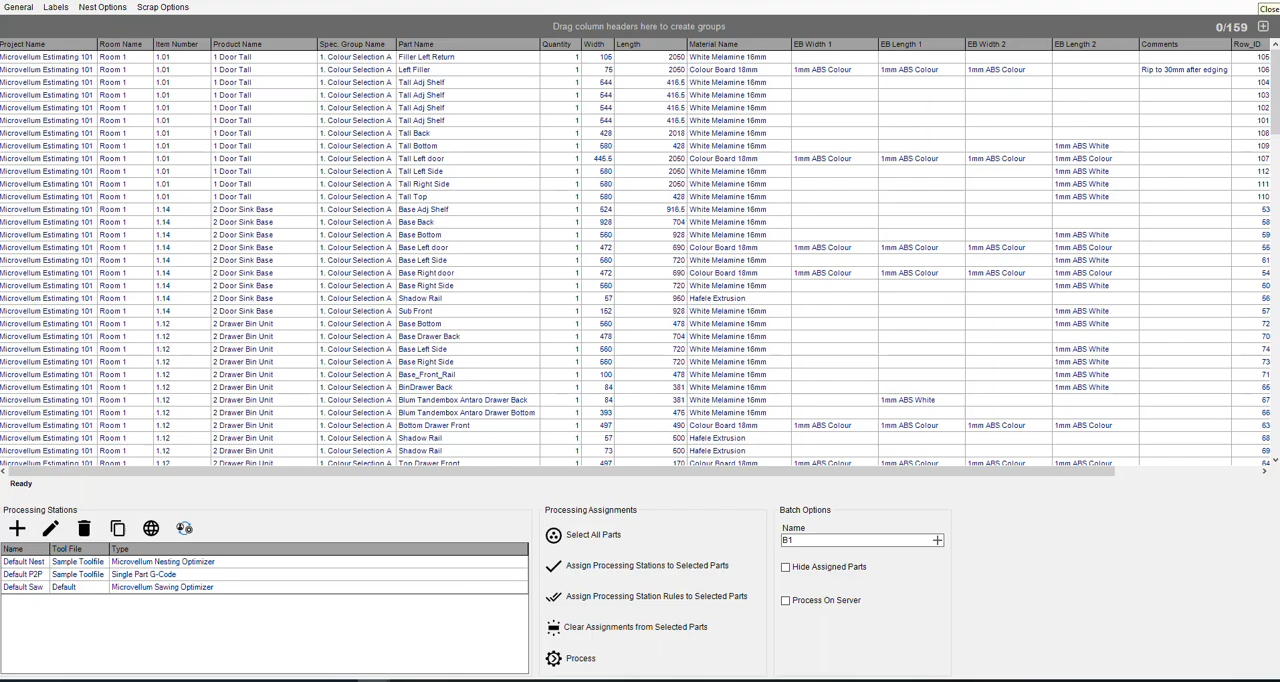 General Labels Nest Options Scrap Options
Close
Drag column headers here to create groups 0/159
Project Name Room Name Item Number Product Name Spec. Group Name Part Name Quantity Width Length Material Name EB Width 1 EB Length 1 EB Width 2 EB Length 2 Comments Row_ID
Microvellum Estimating 101 Room 1 1.01 1 Door Tall 1. Colour Selection A Filler Left Return 1 106 2050 White Melamine 16mm 105
Microvellum Estimating 101 Room 1 1.01 1 Door Tall 1. Colour Selection A Left Filler 1 75 2050 Colour Board 18mm 1mm ABS Colour 1mm ABS Colour 1mm ABS Colour Rip to 30mm after edging 106
Microvellum Estimating 101 Room 1 1.01 1 Door Tall 1. Colour Selection A Tall Adj Shelf 1 544 416.5 White Melamine 16mm 104
Microvellum Estimating 101 Room 1 1.01 1 Door Tall 1. Colour Selection A Tall Adj Shelf 1 544 416.5 White Melamine 16mm 103
Microvellum Estimating 101 Room 1 1.01 1 Door Tall 1. Colour Selection A Tall Adj Shelf 1 544 416.5 White Melamine 16mm 102
Microvellum Estimating 101 Room 1 1.01 1 Door Tall 1. Colour Selection A Tall Adj Shelf 1 544 416.5 White Melamine 16mm 101
Microvellum Estimating 101 Room 1 1.01 1 Door Tall 1. Colour Selection A Tall Back 1 428 2018 White Melamine 16mm 108
Microvellum Estimating 101 Room 1 1.01 1 Door Tall 1. Colour Selection A Tall Bottom 1 580 428 White Melamine 16mm 1mm ABS White 109
Microvellum Estimating 101 Room 1 1.01 1 Door Tall 1. Colour Selection A Tall Left door 1 446.5 2050 Colour Board 18mm 1mm ABS Colour 1mm ABS Colour 1mm ABS Colour 1mm ABS Colour 107
Microvellum Estimating 101 Room 1 1.01 1 Door Tall 1. Colour Selection A Tall Left Side 1 580 2050 White Melamine 16mm 1mm ABS White 112
Microvellum Estimating 101 Room 1 1.01 1 Door Tall 1. Colour Selection A Tall Right Side 1 580 2050 White Melamine 16mm 1mm ABS White 111
Microvellum Estimating 101 Room 1 1.01 1 Door Tall 1. Colour Selection A Tall Top 1 580 428 White Melamine 16mm 1mm ABS White 110
Microvellum Estimating 101 Room 1 1.14 2 Door Sink Base 1. Colour Selection A Base Adj Shelf 1 524 916.5 White Melamine 16mm 53
Microvellum Estimating 101 Room 1 1.14 2 Door Sink Base 1. Colour Selection A Base Back 1 928 704 White Melamine 16mm 58
Microvellum Estimating 101 Room 1 1.14 2 Door Sink Base 1. Colour Selection A Base Bottom 1 560 928 White Melamine 16mm 1mm ABS White 59
Microvellum Estimating 101 Room 1 1.14 2 Door Sink Base 1. Colour Selection A Base Left door 1 472 690 Colour Board 18mm 1mm ABS Colour 1mm ABS Colour 1mm ABS Colour 1mm ABS Colour 55
Microvellum Estimating 101 Room 1 1.14 2 Door Sink Base 1. Colour Selection A Base Left Side 1 560 720 White Melamine 16mm 1mm ABS White 61
Microvellum Estimating 101 Room 1 1.14 2 Door Sink Base 1. Colour Selection A Base Right door 1 472 690 Colour Board 18mm 1mm ABS Colour 1mm ABS Colour 1mm ABS Colour 1mm ABS Colour 54
Microvellum Estimating 101 Room 1 1.14 2 Door Sink Base 1. Colour Selection A Base Right Side 1 560 720 White Melamine 16mm 1mm ABS White 60
Microvellum Estimating 101 Room 1 1.14 2 Door Sink Base 1. Colour Selection A Shadow Rail 1 57 960 Hafele Extrusion 56
Microvellum Estimating 101 Room 1 1.14 2 Door Sink Base 1. Colour Selection A Sub Front 1 152 928 White Melamine 16mm 1mm ABS White 57
Microvellum Estimating 101 Room 1 1.12 2 Drawer Bin Unit 1. Colour Selection A Base Bottom 1 560 478 White Melamine 16mm 1mm ABS White 72
Microvellum Estimating 101 Room 1 1.12 2 Drawer Bin Unit 1. Colour Selection A Base Drawer Back 1 478 704 White Melamine 16mm 70
Microvellum Estimating 101 Room 1 1.12 2 Drawer Bin Unit 1. Colour Selection A Base Left Side 1 560 720 White Melamine 16mm 1mm ABS White 74
Microvellum Estimating 101 Room 1 1.12 2 Drawer Bin Unit 1. Colour Selection A Base Right Side 1 560 720 White Melamine 16mm 1mm ABS White 73
Microvellum Estimating 101 Room 1 1.12 2 Drawer Bin Unit 1. Colour Selection A Base_Front_Rail 1 100 478 White Melamine 16mm 1mm ABS White 71
Microvellum Estimating 101 Room 1 1.12 2 Drawer Bin Unit 1. Colour Selection A BinDrawer Back 1 84 381 White Melamine 16mm 1mm ABS White 65
Microvellum Estimating 101 Room 1 1.12 2 Drawer Bin Unit 1. Colour Selection A Blum Tandembox Antaro Drawer Back 1 84 381 White Melamine 16mm 1mm ABS White 67
Microvellum Estimating 101 Room 1 1.12 2 Drawer Bin Unit 1. Colour Selection A Blum Tandembox Antaro Drawer Bottom 1 393 476 White Melamine 16mm 66
Microvellum Estimating 101 Room 1 1.12 2 Drawer Bin Unit 1. Colour Selection A Bottom Drawer Front 1 497 490 Colour Board 18mm 1mm ABS Colour 1mm ABS Colour 1mm ABS Colour 1mm ABS Colour 63
Microvellum Estimating 101 Room 1 1.12 2 Drawer Bin Unit 1. Colour Selection A Shadow Rail 1 57 500 Hafele Extrusion 68
Microvellum Estimating 101 Room 1 1.12 2 Drawer Bin Unit 1. Colour Selection A Shadow Rail 1 73 500 Hafele Extrusion 69
Microvellum Estimating 101 Room 1 1.12 2 Drawer Bin Unit 1. Colour Selection A Top Drawer Front 1 497 170 Colour Board 18mm 1mm ABS Colour 1mm ABS Colour 1mm ABS Colour 1mm ABS Colour 64
Ready
Processing Stations
Name Tool File Type
Default Nest Sample Toolfile Microvellum Nesting Optimizer
Default P2P Sample Toolfile Single Part G-Code
Default Saw Default Microvellum Sawing Optimizer
Processing Assignments
Select All Parts
Assign Processing Stations to Selected Parts
Assign Processing Station Rules to Selected Parts
Clear Assignments from Selected Parts
Process
Batch Options
Name
B1
Hide Assigned Parts
Process On Server